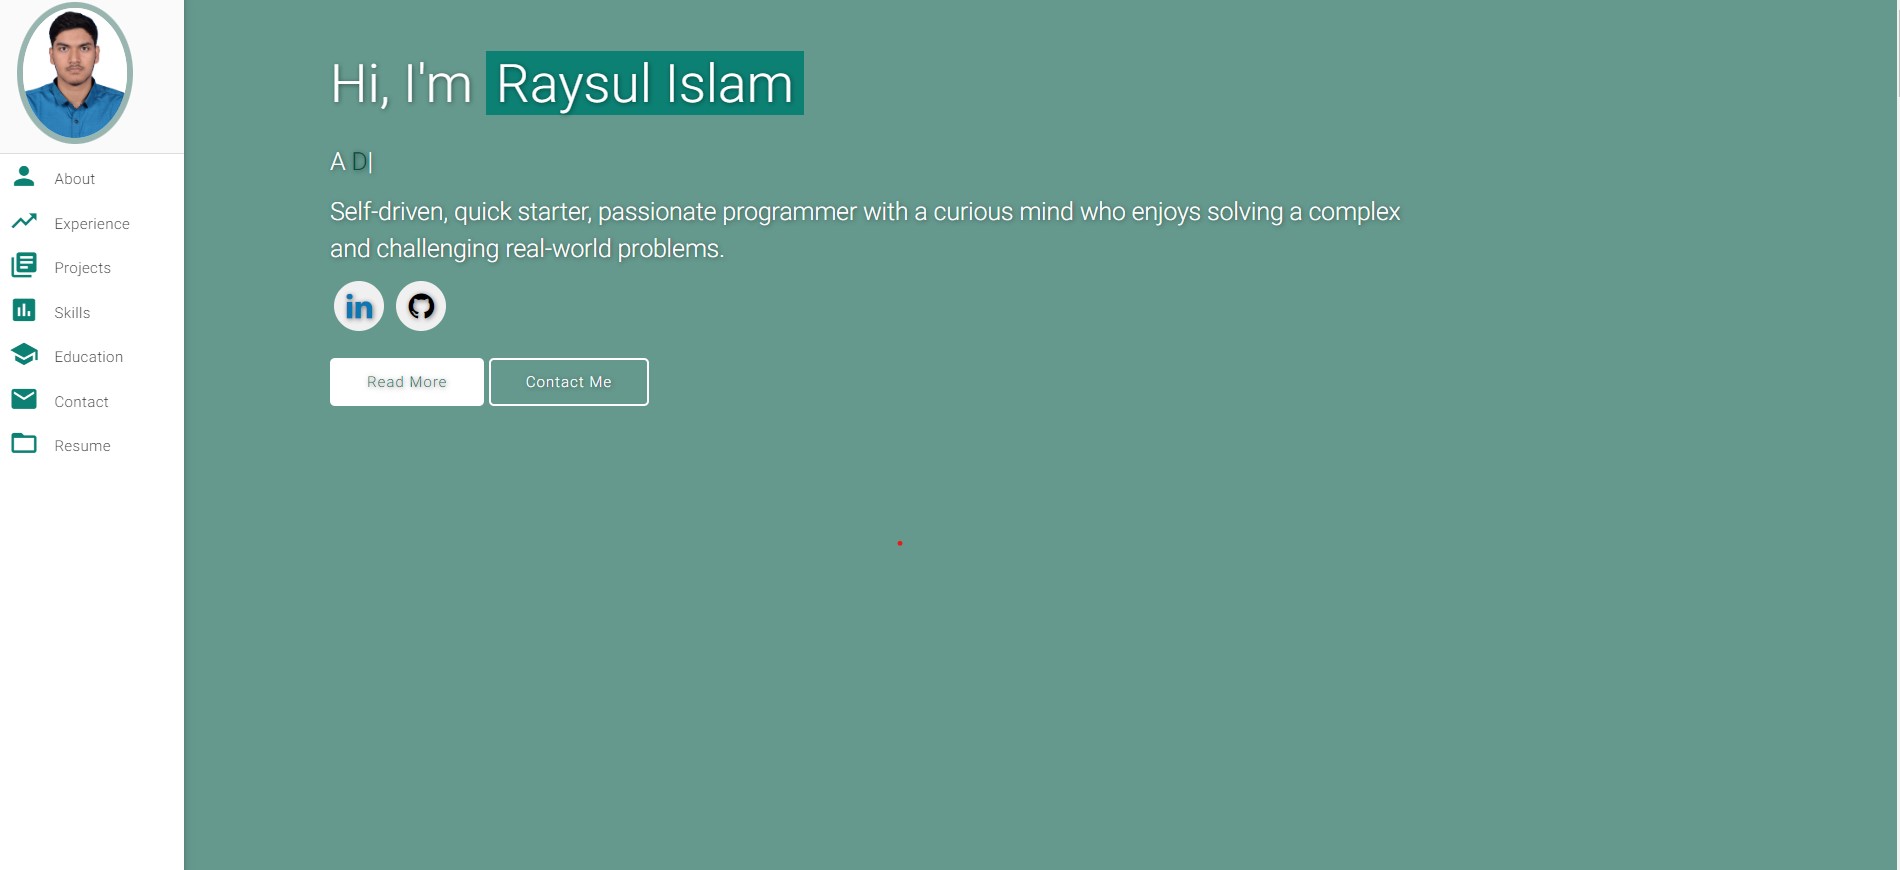 Hi, I'm Raysul Islam
A D|
Self-driven, quick starter, passionate programmer with a curious mind who enjoys solving a complex
and challenging real-world problems.
in
Read More
Contact Me
About
Experience
Projects
Skills
Education
Contact
Resume